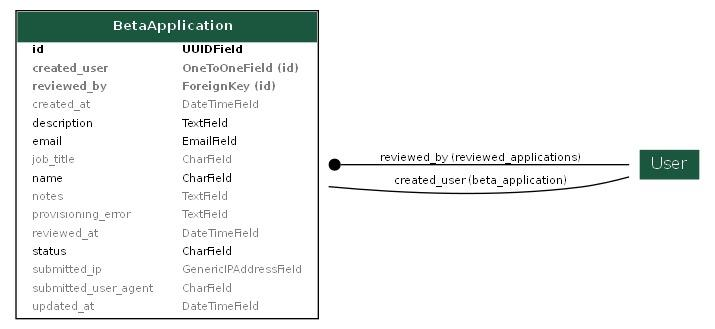 BetaApplication
id UUIDField
created_user OneToOneField (id)
reviewed_by ForeignKey (id)
created_at DateTimeField
description TextField
email EmailField
job_title CharField
name CharField
notes TextField
provisioning_error TextField
reviewed_at DateTimeField
status CharField
submitted_ip GenericIPAddressField
submitted_user_agent CharField
updated_at DateTimeField
reviewed_by (reviewed_applications)
created_user (beta_application)
User